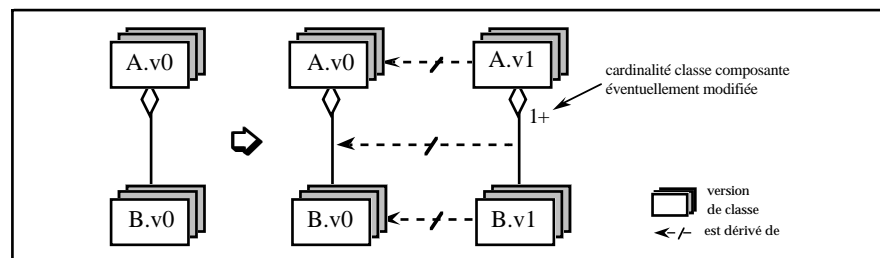 A.v0
A.v0
A.v1
cardinalité classe composante
éventuellement modifiée
1+
B.v0
B.v0
B.v1
version
de classe
est dérivé de